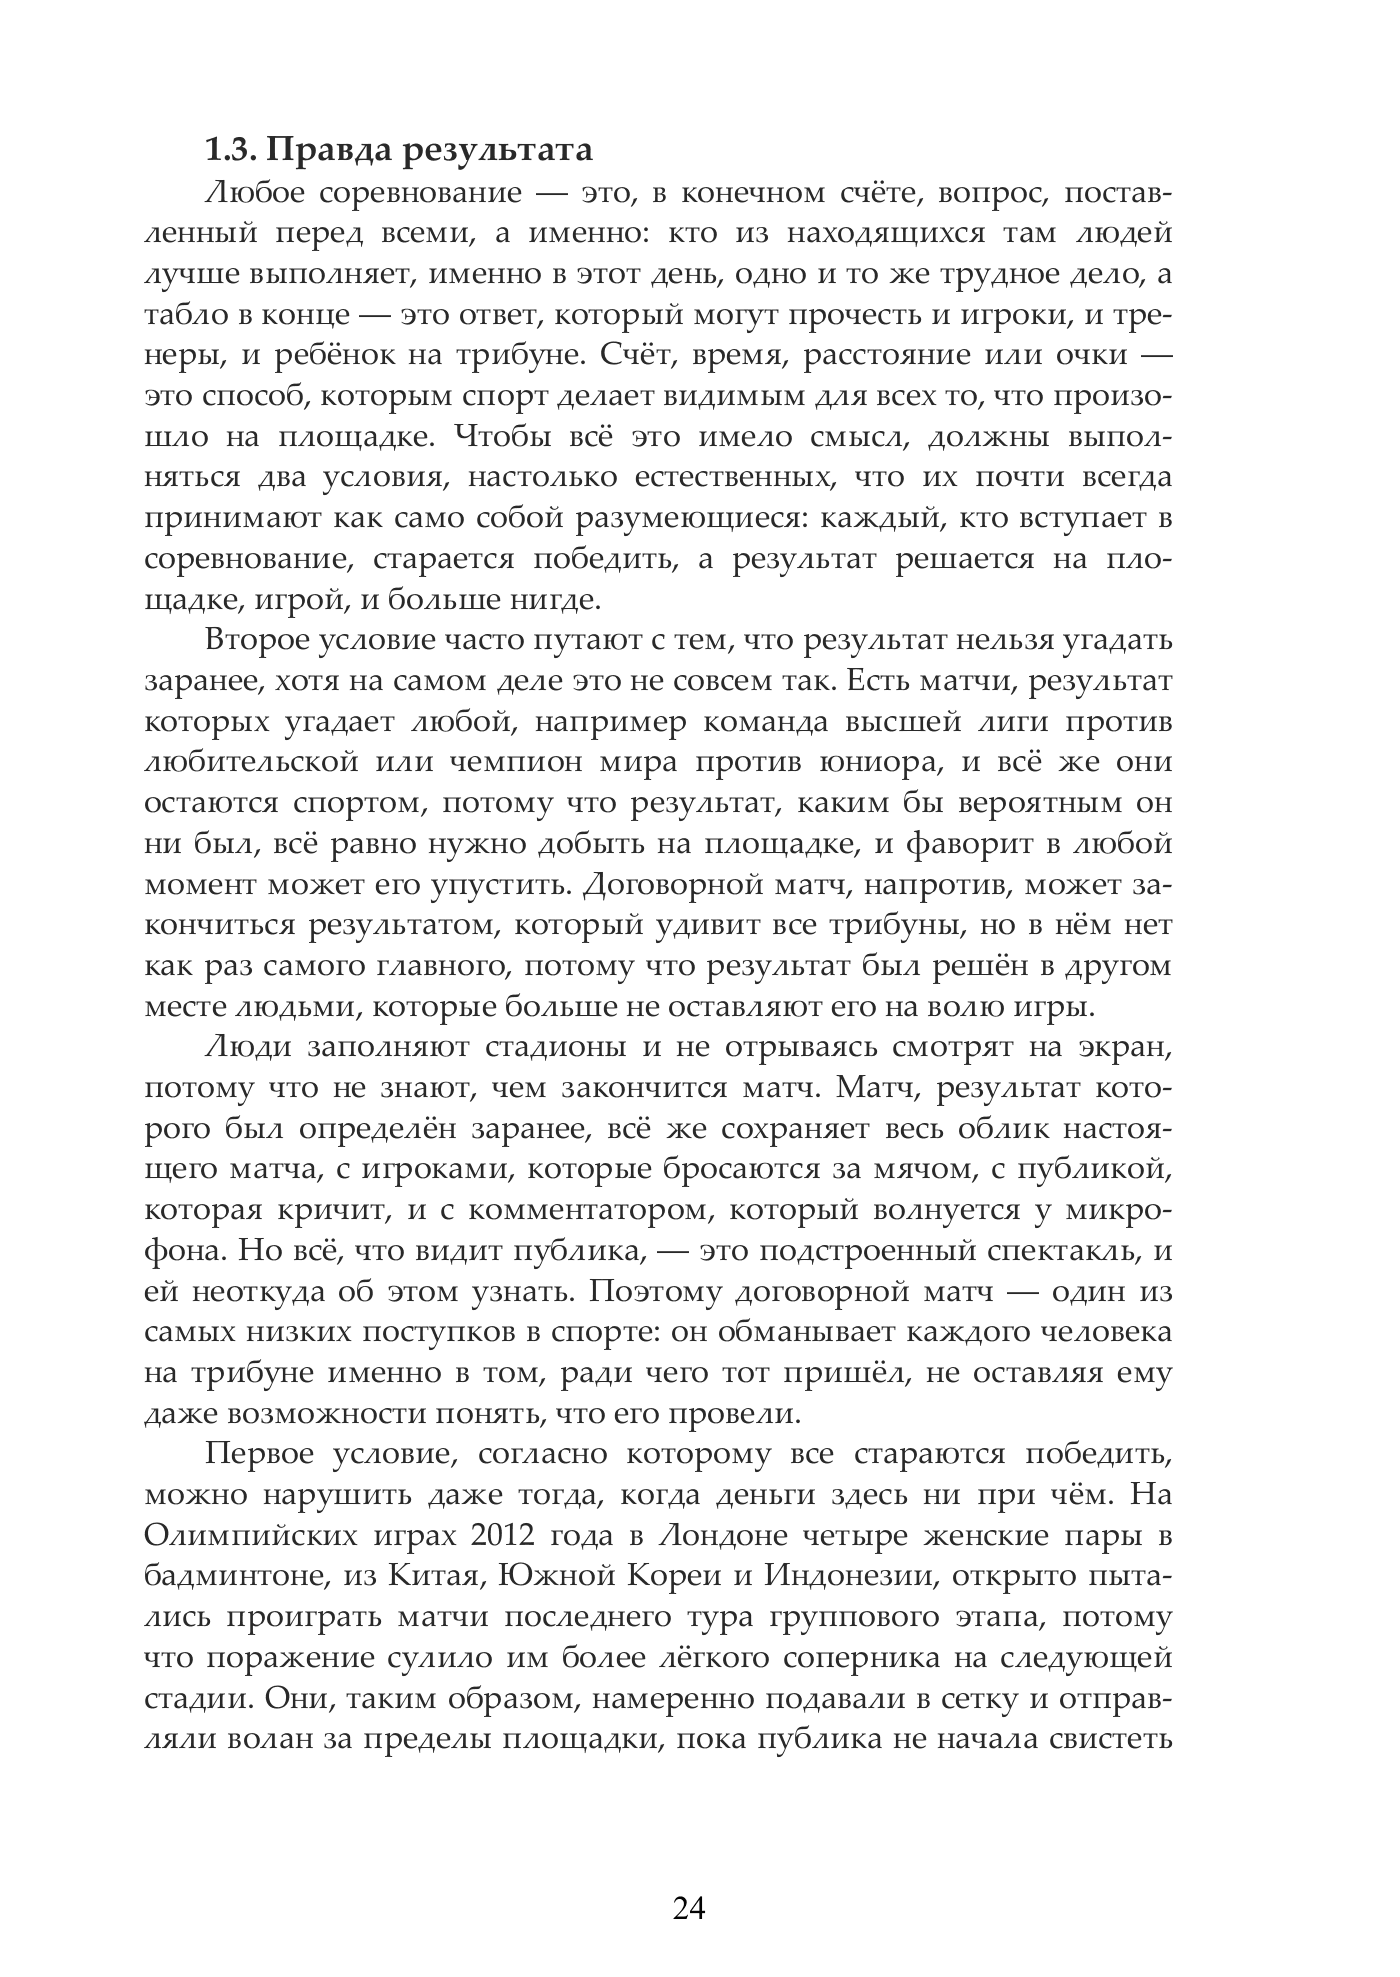 1.3. Правда результата
Любое соревнование — это, в конечном счёте, вопрос, постав-
ленный перед всеми, а именно: кто из находящихся там людей
лучше выполняет, именно в этот день, одно и то же трудное дело, а
табло в конце — это ответ, который могут прочесть и игроки, и тре-
неры, и ребёнок на трибуне. Счёт, время, расстояние или очки —
это способ, которым спорт делает видимым для всех то, что произо-
шло на площадке. Чтобы всё это имело смысл, должны выпол-
няться два условия, настолько естественных, что их почти всегда
принимают как само собой разумеющиеся: каждый, кто вступает в
соревнование, старается победить, а результат решается на пло-
щадке, игрой, и больше нигде.
Второе условие часто путают с тем, что результат нельзя угадать
заранее, хотя на самом деле это не совсем так. Есть матчи, результат
которых угадает любой, например команда высшей лиги против
любительской или чемпион мира против юниора, и всё же они
остаются спортом, потому что результат, каким бы вероятным он
ни был, всё равно нужно добыть на площадке, и фаворит в любой
момент может его упустить. Договорной матч, напротив, может за-
кончиться результатом, который удивит все трибуны, но в нём нет
как раз самого главного, потому что результат был решён в другом
месте людьми, которые больше не оставляют его на волю игры.
Люди заполняют стадионы и не отрываясь смотрят на экран,
потому что не знают, чем закончится матч. Матч, результат кото-
рого был определён заранее, всё же сохраняет весь облик настоя-
щего матча, с игроками, которые бросаются за мячом, с публикой,
которая кричит, и с комментатором, который волнуется у микро-
фона. Но всё, что видит публика, — это подстроенный спектакль, и
ей неоткуда об этом узнать. Поэтому договорной матч — один из
самых низких поступков в спорте: он обманывает каждого человека
на трибуне именно в том, ради чего тот пришёл, не оставляя ему
даже возможности понять, что его провели.
Первое условие, согласно которому все стараются победить,
можно нарушить даже тогда, когда деньги здесь ни при чём. На
Олимпийских играх 2012 года в Лондоне четыре женские пары в
бадминтоне, из Китая, Южной Кореи и Индонезии, открыто пыта-
лись проиграть матчи последнего тура группового этапа, потому
что поражение сулило им более лёгкого соперника на следующей
стадии. Они, таким образом, намеренно подавали в сетку и отправ-
ляли волан за пределы площадки, пока публика не начала свистеть
24